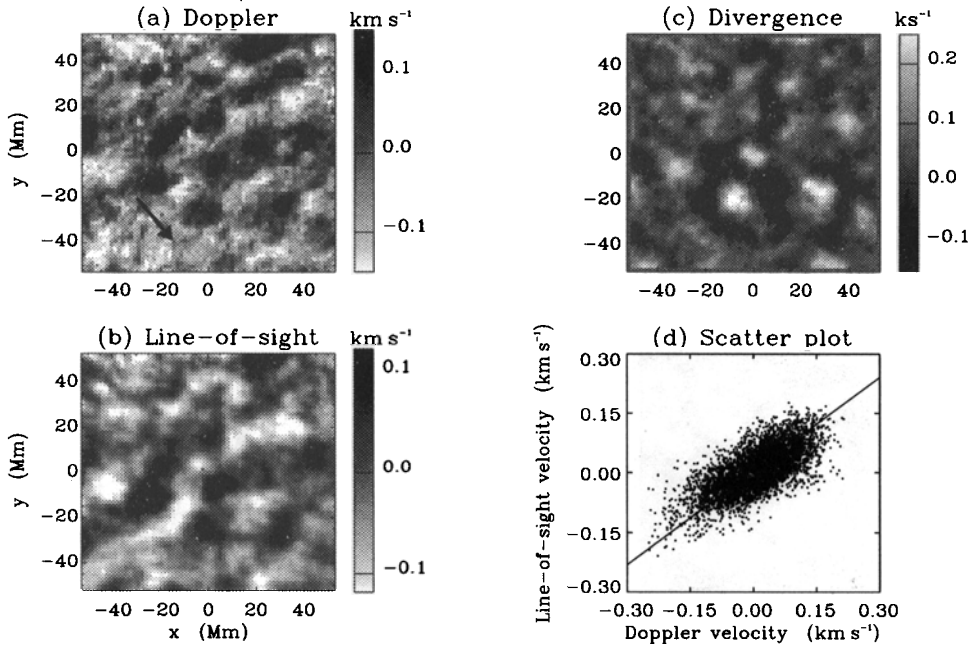 (a) Doppler
km s⁻¹
40
20
0
−20
−40
y (Mm)
−40 −20 0 20 40
0.1
0.0
−0.1
(c) Divergence
ks⁻¹
40
20
0
−20
−40
−40 −20 0 20 40
0.2
0.1
0.0
−0.1
(b) Line−of−sight
km s⁻¹
40
20
0
−20
−40
y (Mm)
−40 −20 0 20 40
x (Mm)
0.1
0.0
−0.1
(d) Scatter plot
Line−of−sight velocity (km s⁻¹)
0.30
0.15
0.00
−0.15
−0.30
−0.30 −0.15 0.00 0.15 0.30
Doppler velocity (km s⁻¹)